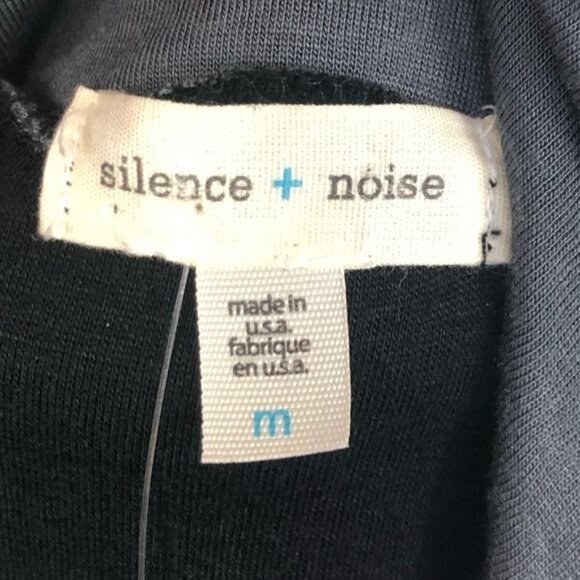 silence + noise
made in
u.s.a.
fabrique
en u.s.a.
m